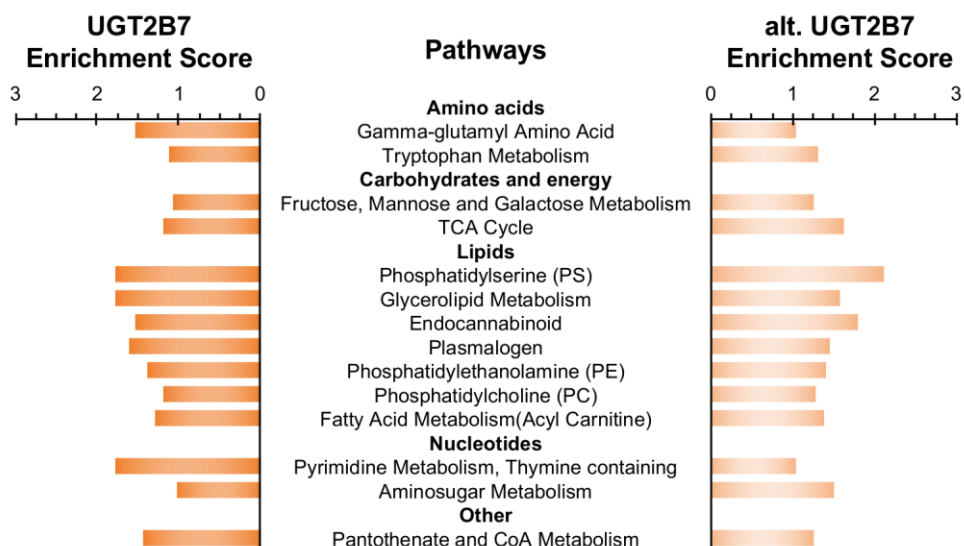 UGT2B7
Enrichment Score
3 2 1 0
Pathways
alt. UGT2B7
Enrichment Score
0 1 2 3
Amino acids
Gamma-glutamyl Amino Acid
Tryptophan Metabolism
Carbohydrates and energy
Fructose, Mannose and Galactose Metabolism
TCA Cycle
Lipids
Phosphatidylserine (PS)
Glycerolipid Metabolism
Endocannabinoid
Plasmalogen
Phosphatidylethanolamine (PE)
Phosphatidylcholine (PC)
Fatty Acid Metabolism(Acyl Carnitine)
Nucleotides
Pyrimidine Metabolism, Thymine containing
Aminosugar Metabolism
Other
Pantothenate and CoA Metabolism